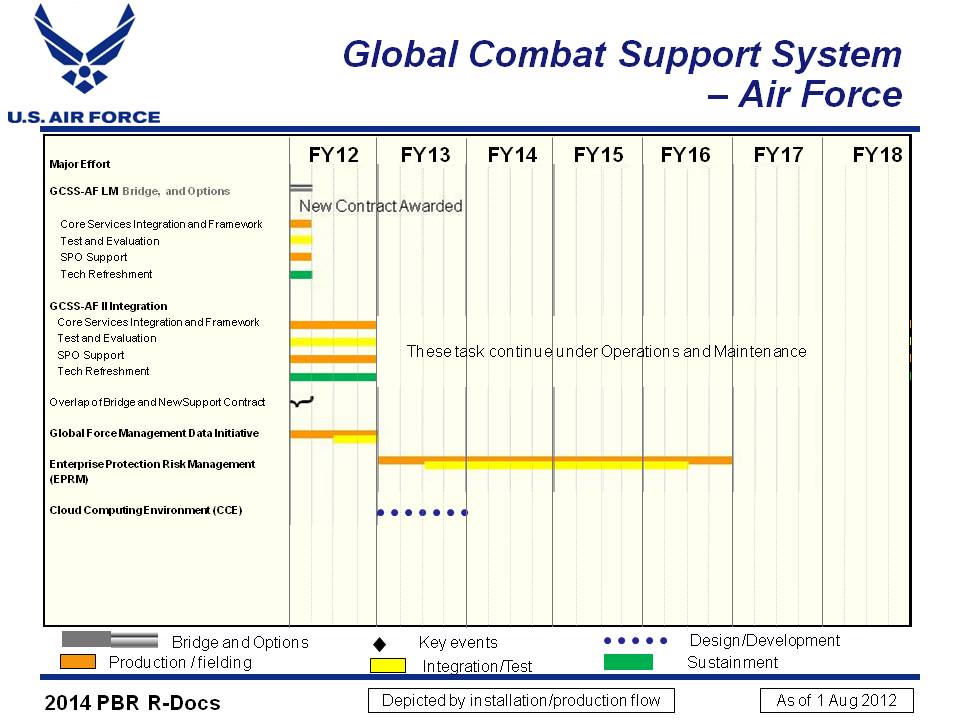 Global Combat Support System
– Air Force
U.S. AIR FORCE
Major Effort FY12 FY13 FY14 FY15 FY16 FY17 FY18
GCSS-AF LM Bridge, and Options
New Contract Awarded
Core Services Integration and Framework
Test and Evaluation
SPO Support
Tech Refreshment
GCSS-AF II Integration
Core Services Integration and Framework
Test and Evaluation
SPO Support
These task continue under Operations and Maintenance
Tech Refreshment
Overlap of Bridge and New Support Contract
Global Force Management Data Initiative
Enterprise Protection Risk Management
(EPRM)
Cloud Computing Environment (CCE)
Bridge and Options Key events Design/Development
Production / fielding Integration/Test Sustainment
2014 PBR R-Docs Depicted by installation/production flow As of 1 Aug 2012